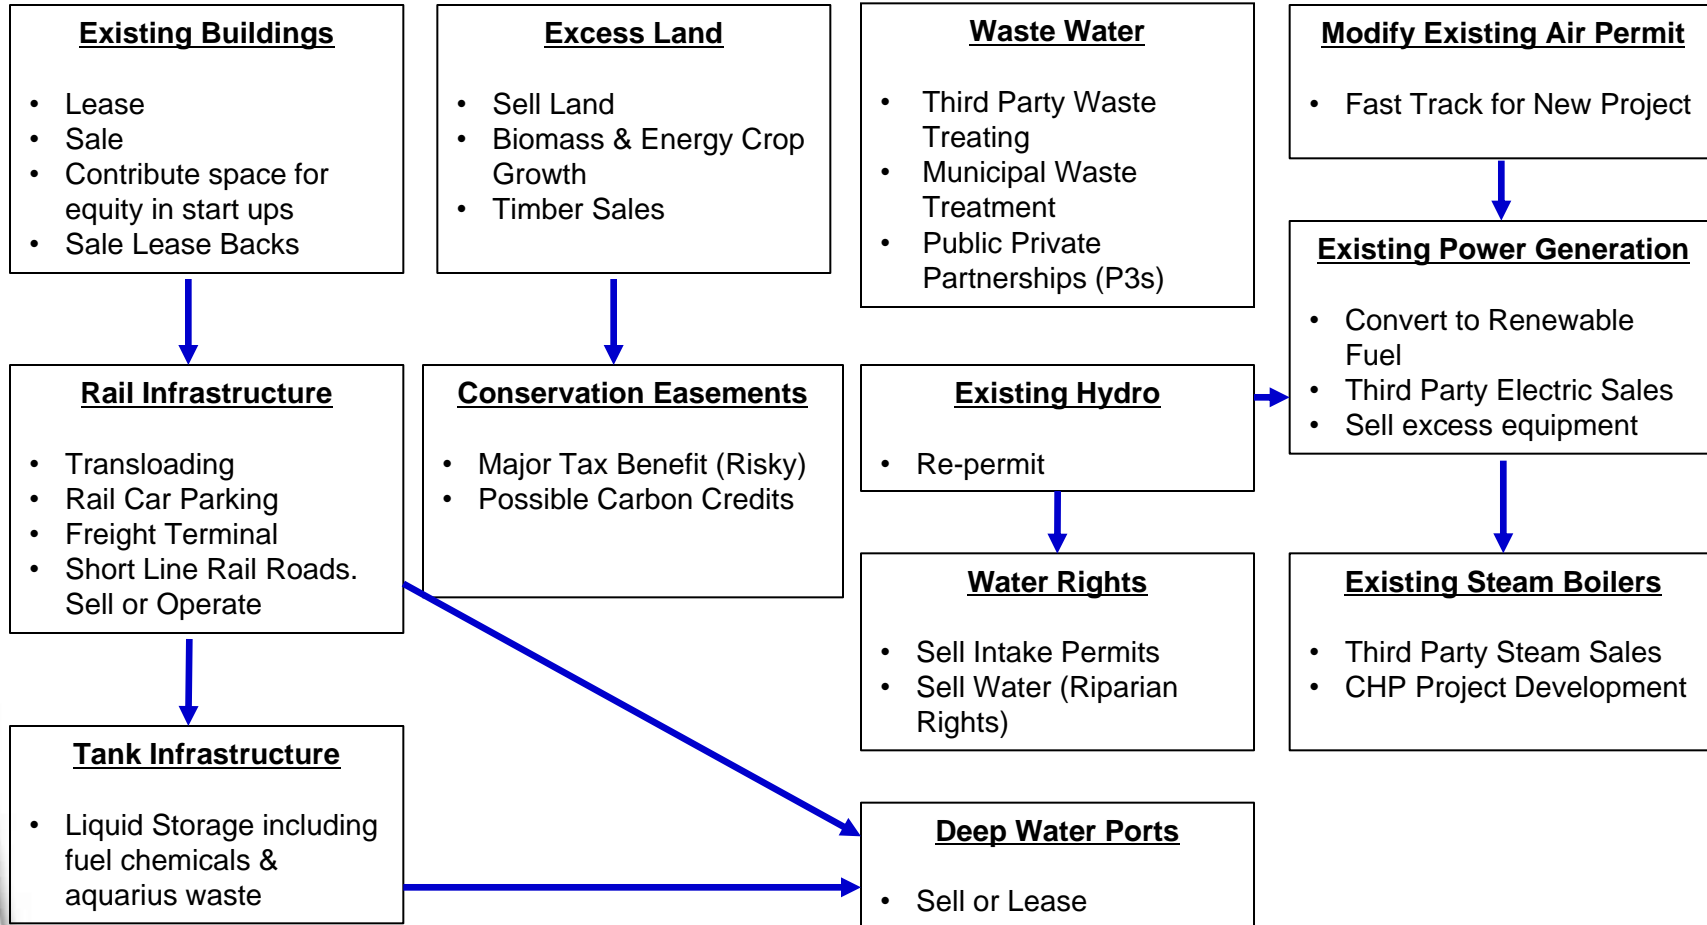 Existing Buildings
• Lease
• Sale
• Contribute space for
equity in start ups
• Sale Lease Backs
Excess Land
• Sell Land
• Biomass & Energy Crop
Growth
• Timber Sales
Waste Water
• Third Party Waste
Treating
• Municipal Waste
Treatment
• Public Private
Partnerships (P3s)
Modify Existing Air Permit
• Fast Track for New Project
Existing Power Generation
• Convert to Renewable
Fuel
• Third Party Electric Sales
• Sell excess equipment
Rail Infrastructure
• Transloading
• Rail Car Parking
• Freight Terminal
• Short Line Rail Roads.
Sell or Operate
Conservation Easements
• Major Tax Benefit (Risky)
• Possible Carbon Credits
Existing Hydro
• Re-permit
Water Rights
• Sell Intake Permits
• Sell Water (Riparian
Rights)
Existing Steam Boilers
• Third Party Steam Sales
• CHP Project Development
Tank Infrastructure
• Liquid Storage including
fuel chemicals &
aquarius waste
Deep Water Ports
• Sell or Lease